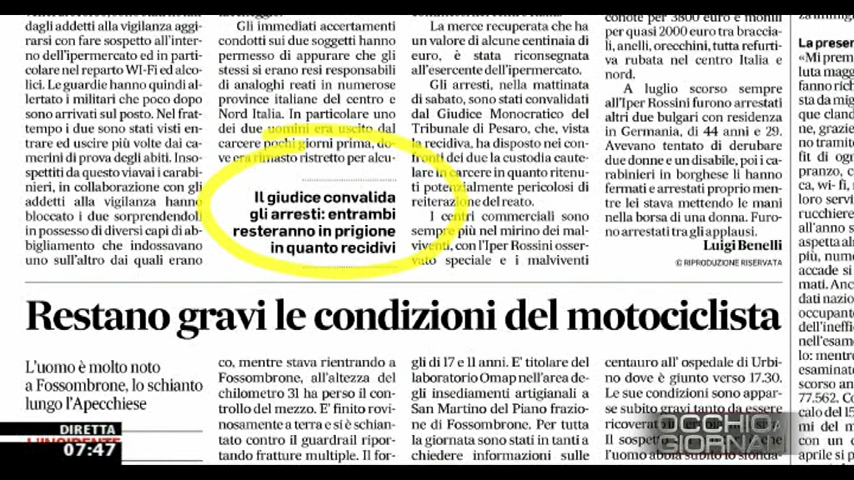 dagli addetti alla vigilanza aggi-
rarsi con fare sospetto all'inter-
no dell'ipermercato ed in parti-
colare nel reparto WI-FI ed alco-
lici. Le guardie hanno quindi al-
lertato i militari che poco dopo
sono arrivati sul posto. Nel frat-
tempo i due sono stati visti en-
trare ed uscire più volte dai ca-
merini di prova degli abiti. Inso-
spettiti da questo viavai i carabi-
nieri, in collaborazione con gli
addetti alla vigilanza hanno
bloccato i due sorprendendoli
in possesso di diversi capi di ab-
bigliamento che indossavano
uno sull'altro dai quali erano
Gli immediati accertamenti
condotti sui due soggetti hanno
permesso di appurare che gli
stessi si erano resi responsabili
di analoghi reati in numerose
province italiane del centro e
Nord Italia. In particolare uno
dei due uomini era uscito dal
carcere pochi giorni prima, do-
ve era rimasto ristretto per alcu-
Il giudice convalida
gli arresti: entrambi
resteranno in prigione
in quanto recidivi
La merce recuperata che ha
un valore di alcune centinaia di
euro, è stata riconsegnata
all'esercente dell'ipermercato.
Gli arresti, nella mattinata
di sabato, sono stati convalidati
dal Giudice Monocratico del
Tribunale di Pesaro, che, vista
la recidiva, ha disposto nei con-
fronti dei due la custodia caute-
lare in carcere in quanto ritenu-
ti potenzialmente pericolosi di
reiterazione del reato.
I centri commerciali sono
sempre più nel mirino dei mal-
viventi, con l'Iper Rossini osser-
vato speciale e i malviventi
conote per 3800 euro e monili
per quasi 2000 euro tra braccia-
li, anelli, orecchini, tutta refurti-
va rubata nel centro Italia e
nord.
A luglio scorso sempre
all'Iper Rossini furono arrestati
altri due bulgari con residenza
in Germania, di 44 anni e 29.
Avevano tentato di derubare
due donne e un disabile, poi i ca-
rabinieri in borghese li hanno
fermati e arrestati proprio men-
tre lei stava mettendo le mani
nella borsa di una donna. Furo-
no arrestati tra gli applausi.
Luigi Benelli
© RIPRODUZIONE RISERVATA
La presen
«Mi prem
Restano gravi le condizioni del motociclista
L'uomo è molto noto
a Fossombrone, lo schianto
lungo l'Apecchiese
co, mentre stava rientrando a
Fossombrone, all'altezza del
chilometro 31 ha perso il con-
trollo del mezzo. E' finito rovi-
nosamente a terra e si è schian-
tato contro il guardrail ripor-
tando fratture multiple. Il for-
gli di 17 e 11 anni. E' titolare del
laboratorio Omap nell'area de-
gli insediamenti artigianali a
San Martino del Piano frazione
di Fossombrone. Per tutta
la giornata sono stati in tanti a
chiedere informazioni sulle
centauro all' ospedale di Urbi-
no dove è giunto verso 17.30.
Le sue condizioni sono appar-
se subito gravi tanto da essere
DIRETTA
07:47
OCCHIO AI
GIORNALI